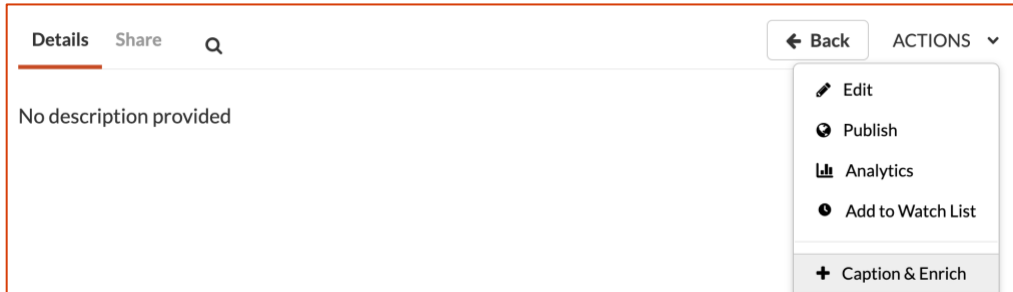 Details Share Back ACTIONS
Edit
No description provided
Publish
Analytics
Add to Watch List
Caption & Enrich